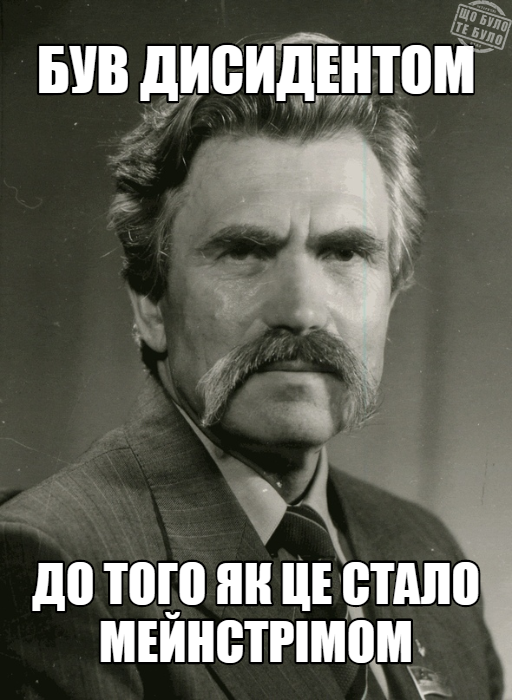 ЩО БУЛО
ТЕ БУЛО
БУВ ДИСИДЕНТОМ
ДО ТОГО ЯК ЦЕ СТАЛО
МЕЙНСТРІМОМ